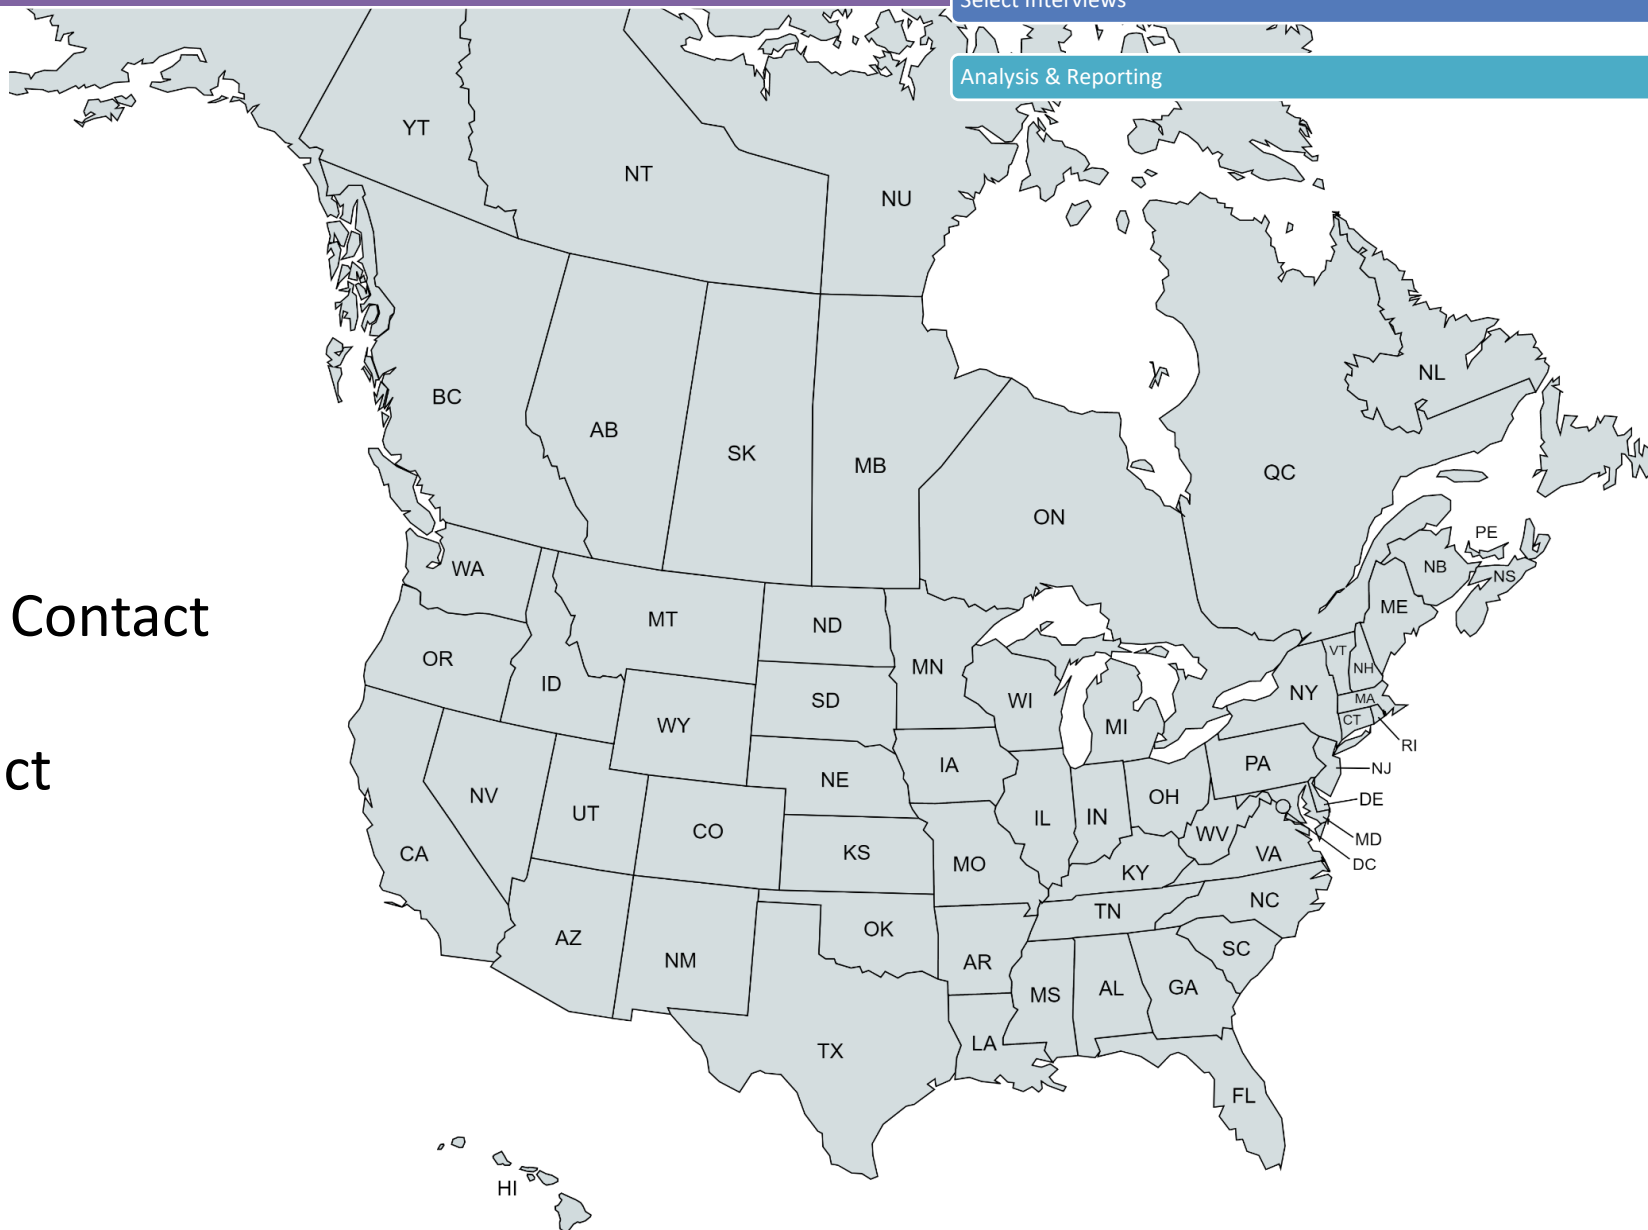 Select Interviews
Analysis & Reporting
YT
NT
NU
BC
AB
SK
MB
ON
QC
NL
PE
NB
NS
Contact
ct
WA
MT
ND
MN
ME
OR
ID
SD
WI
MI
NY
VT
NH
MA
CT
RI
WY
NE
IA
PA
NJ
NV
UT
CO
IL
IN
OH
DE
WV
MD
CA
KS
MO
KY
VA
DC
AZ
NM
OK
TN
NC
AR
SC
MS
AL
GA
TX
LA
FL
HI